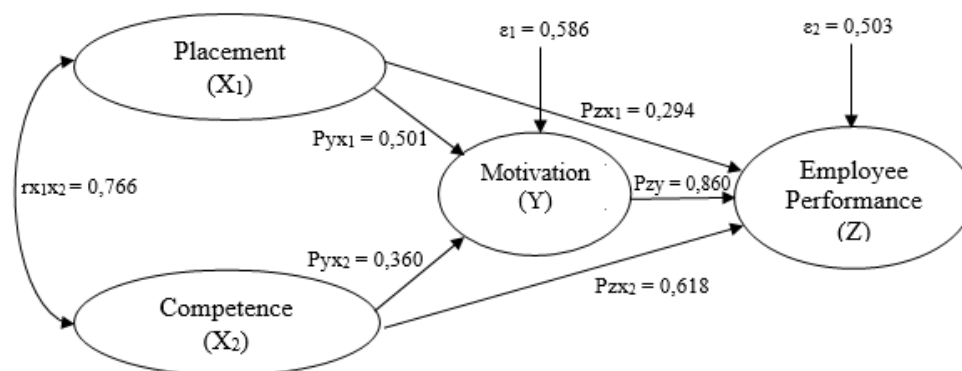 ε₁ = 0,586
ε₂ = 0,503
Placement
(X₁)
Pzx₁ = 0,294
Pyx₁ = 0,501
Motivation
(Y)
Employee
Performance
(Z)
rx₁x₂ = 0,766
Pzy = 0,860
Pyx₂ = 0,360
Pzx₂ = 0,618
Competence
(X₂)